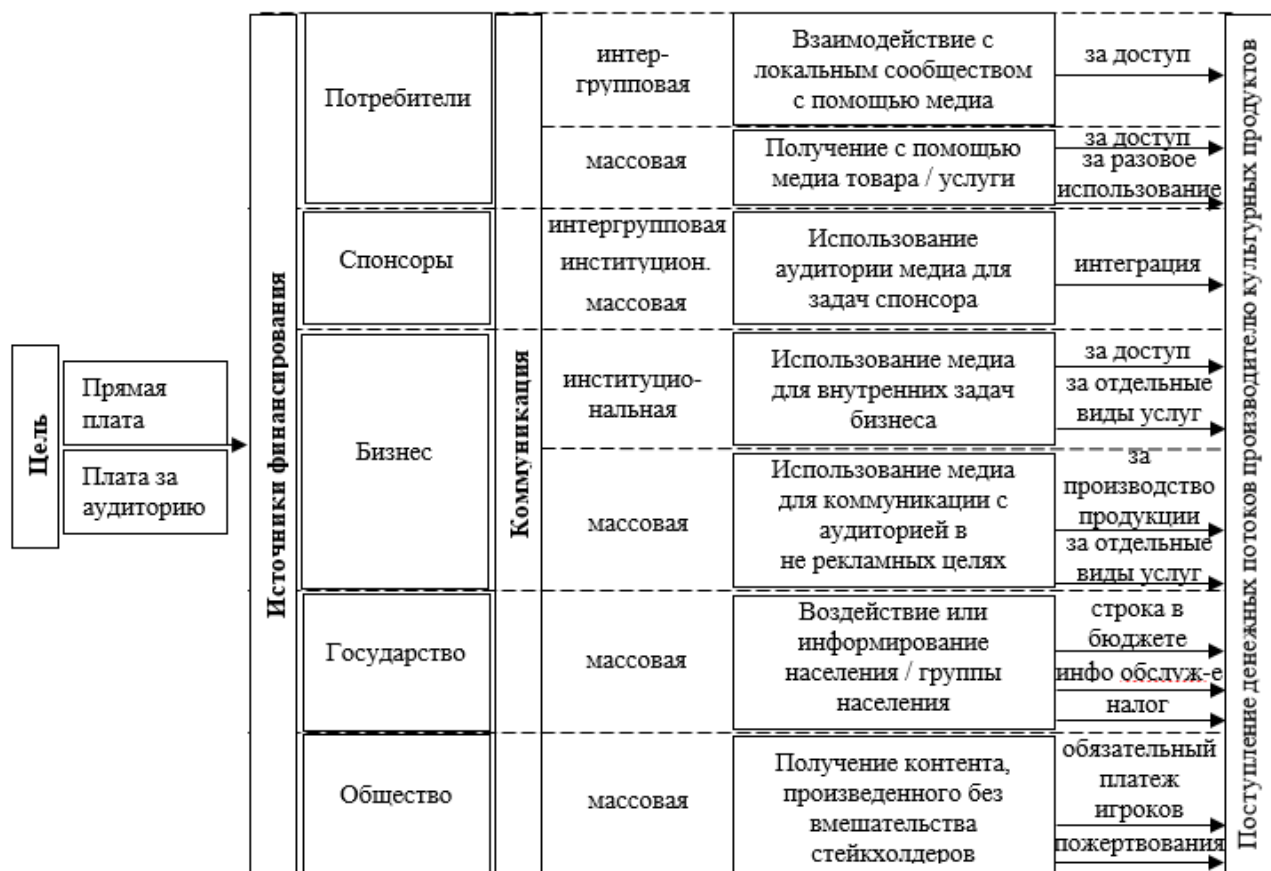 Цель
Прямая
плата
Плата за
аудиторию
Источники финансирования
Потребители
Спонсоры
Бизнес
Государство
Общество
Коммуникация
интер-
групповая
Взаимодействие с
локальным сообществом
с помощью медиа
за доступ
массовая
Получение с помощью
медиа товара / услуги
за доступ
за разовое
использование
интергрупповая
институцион.
массовая
Использование
аудитории медиа для
задач спонсора
интеграция
институцио-
нальная
Использование медиа
для внутренних задач
бизнеса
за доступ
за отдельные
виды услуг
массовая
Использование медиа
для коммуникации с
аудиторией в
не рекламных целях
за
производство
продукции
за отдельные
виды услуг
массовая
Воздействие или
информирование
населения / группы
населения
строка в
бюджете
инфо обслуж-е
налог
массовая
Получение контента,
произведенного без
вмешательства
стейкхолдеров
обязательный
платеж
игроков
пожертвования
Поступление денежных потоков производителю культурных продуктов